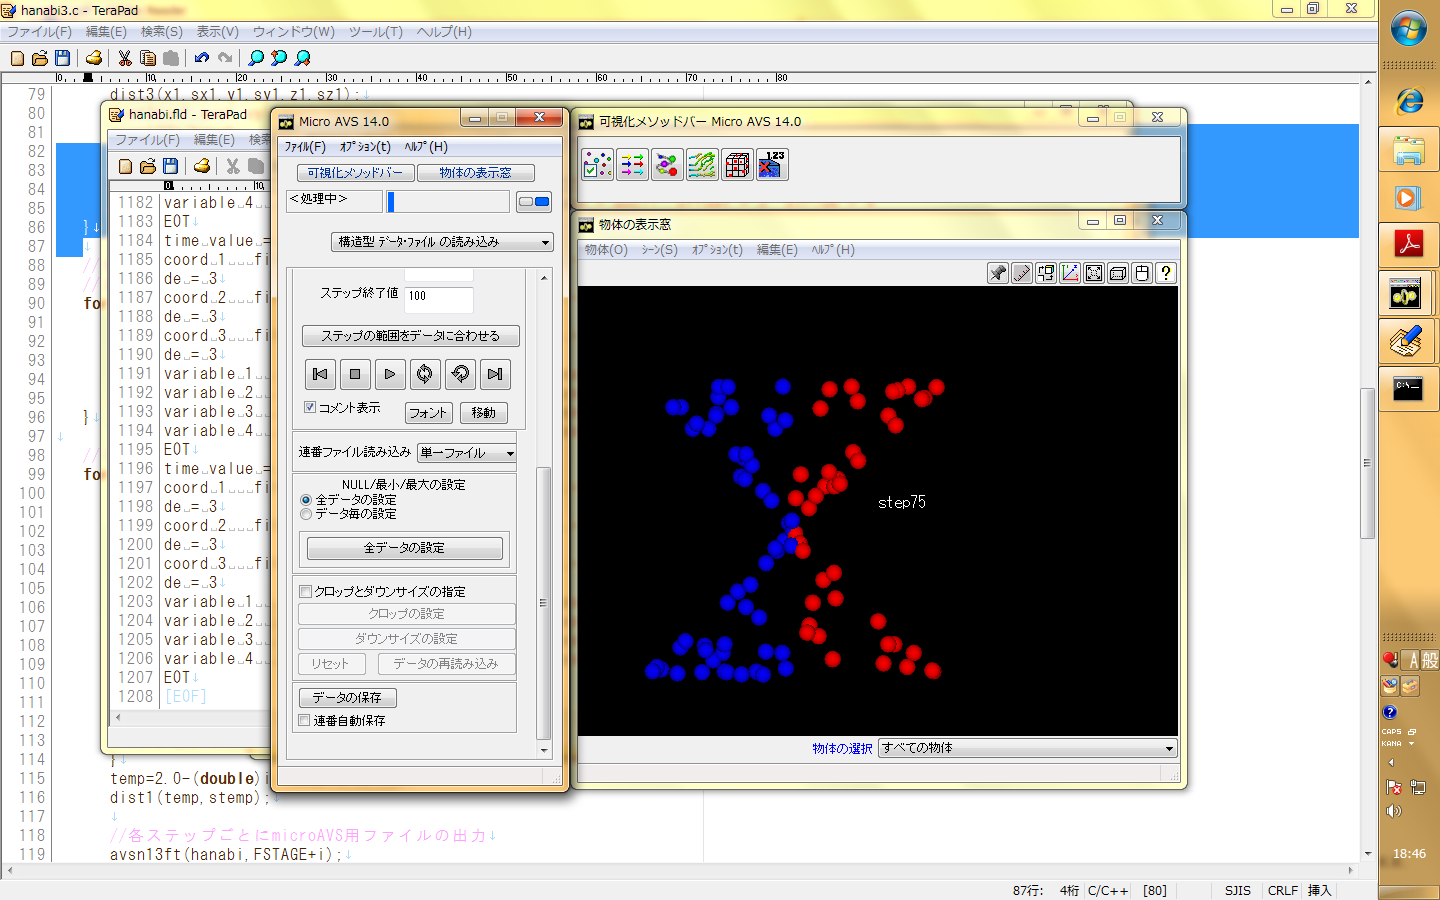 hanabi3.c - TeraPad
ファイル(F) 編集(E) 検索(S) 表示(V) ウィンドウ(W) ツール(T) ヘルプ(H)
0 10 20 30 40 50 60 70 80
79 dist3(x1,sx1,y1,sy1,z1,sz1);↓
80
81
82
83
84
85
86 }↓
87 ↓
88 //
89 //
90 fo
91
92
93
94
95
96 }↓
97 ↓
98 //
99 fo
100
101
102
103
104
105
106
107
108
109
110
111
112
113
114 }
115 temp=2.0-(double)i
116 dist1(temp,stemp);↓
117 ↓
118 //各ステップごとにmicroAVS用ファイルの出力↓
119 avsn13ft(hanabi,FSTAGE+i);↓
87行: 4桁 C/C++ [80] SJIS CRLF 挿入
hanabi.fld - TeraPad
ファイル(F) 編集(E) 検索
0 10
1182 variable 4
1183 EOT↓
1184 time value =
1185 coord 1 fi
1186 de = 3↓
1187 coord 2 fi
1188 de = 3↓
1189 coord 3 fi
1190 de = 3↓
1191 variable 1
1192 variable 2
1193 variable 3
1194 variable 4
1195 EOT↓
1196 time value =
1197 coord 1 fi
1198 de = 3↓
1199 coord 2 fi
1200 de = 3↓
1201 coord 3 fi
1202 de = 3↓
1203 variable 1
1204 variable 2
1205 variable 3
1206 variable 4
1207 EOT↓
1208 [EOF]
Micro AVS 14.0
ﾌｧｲﾙ(F) ｵﾌﾟｼｮﾝ(t) ﾍﾙﾌﾟ(H)
可視化メソッドバー 物体の表示窓
<処理中>
構造型 ﾃﾞｰﾀ･ﾌｧｲﾙ の読み込み
ステップ終了値 100
ステップの範囲をデータに合わせる
コメント表示 フォント 移動
連番ファイル読み込み 単一ファイル
NULL/最小/最大の設定
全データの設定
データ毎の設定
全データの設定
クロップとダウンサイズの指定
クロップの設定
ダウンサイズの設定
リセット データの再読み込み
データの保存
連番自動保存
可視化メソッドバー Micro AVS 14.0
1.23
物体の表示窓
物体(O) ｼｰﾝ(S) ｵﾌﾟｼｮﾝ(t) 編集(E) ﾍﾙﾌﾟ(H)
?
step75
物体の選択 すべての物体
C:\_
A 般
?
CAPS
KANA
18:46